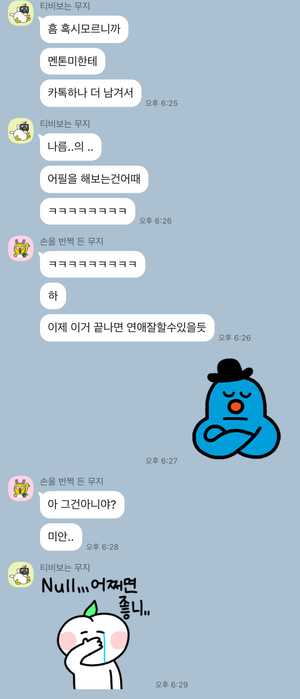 티비보는 무지
흠 혹시모르니까
멘톤미한테
카톡하나 더 남겨서
오후 6:25
티비보는 무지
나름..의 ..
어필을 해보는건어때
ㅋㅋㅋㅋㅋㅋㅋㅋ
오후 6:26
손을 번쩍 든 무지
ㅋㅋㅋㅋㅋㅋㅋㅋㅋ
하
이제 이거 끝나면 연애잘할수있을듯
오후 6:26
오후 6:27
손을 번쩍 든 무지
아 그건아니야?
미안..
오후 6:28
티비보는 무지
Null,,,어쩌면
좋니,,
오후 6:29